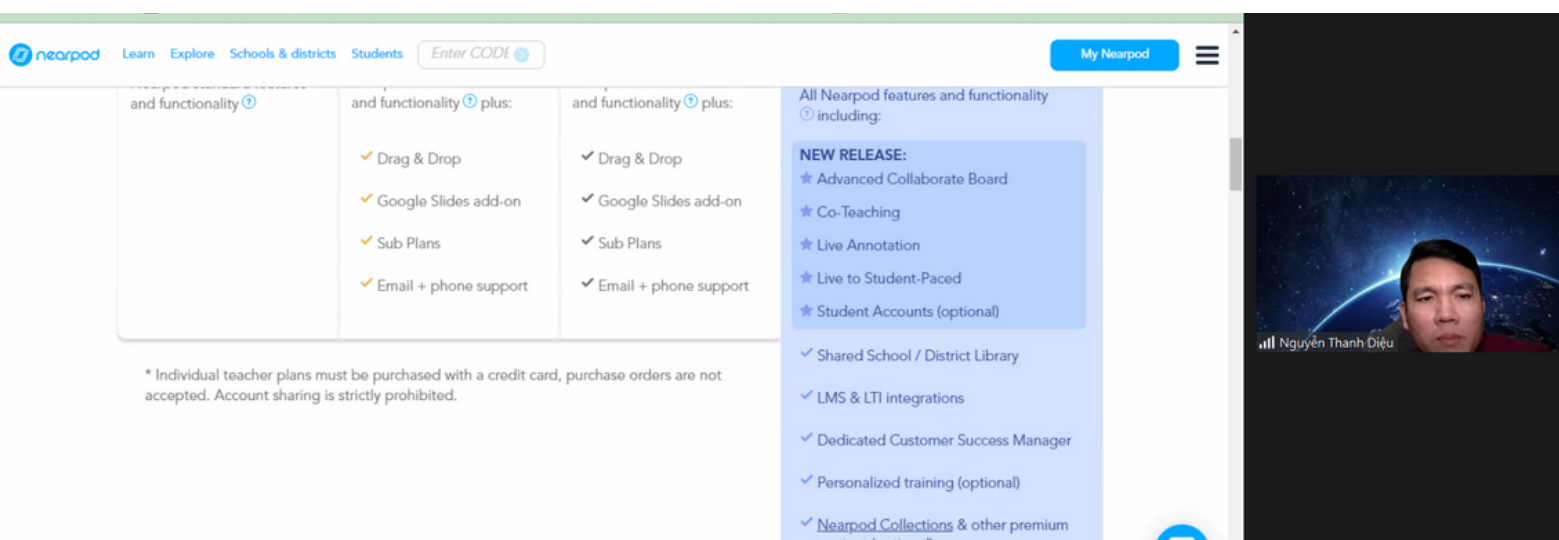 nearpod
Learn Explore Schools & districts Students Enter CODE
My Nearpod
and functionality
and functionality plus:
Drag & Drop
Google Slides add-on
Sub Plans
Email + phone support
and functionality plus:
Drag & Drop
Google Slides add-on
Sub Plans
Email + phone support
All Nearpod features and functionality
including:
NEW RELEASE:
Advanced Collaborate Board
Co-Teaching
Live Annotation
Live to Student-Paced
Student Accounts (optional)
Shared School / District Library
LMS & LTI integrations
Dedicated Customer Success Manager
Personalized training (optional)
Nearpod Collections & other premium
* Individual teacher plans must be purchased with a credit card, purchase orders are not
accepted. Account sharing is strictly prohibited.
Nguyễn Thanh Diệu